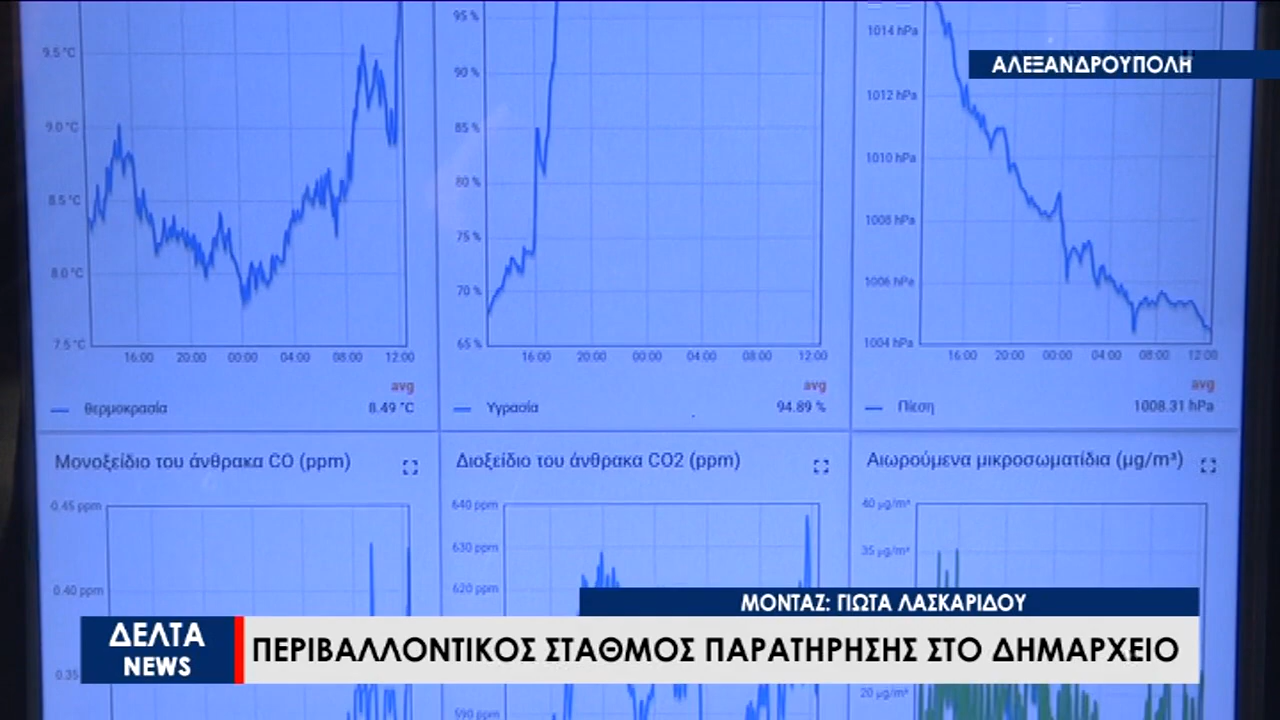 9.5 °C
9.0 °C
8.5 °C
8.0 °C
7.5 °C
16:00 20:00 00:00 04:00 08:00 12:00
avg
θερμοκρασία 8.49 °C
95 %
90 %
85 %
80 %
75 %
70 %
65 %
16:00 20:00 00:00 04:00 08:00 12:00
avg
Υγρασία 94.89 %
1014 hPa
ΑΛΕΞΑΝΔΡΟΥΠΟΛΗ
1012 hPa
1010 hPa
1008 hPa
1006 hPa
1004 hPa
16:00 20:00 00:00 04:00 08:00 12:00
avg
Πίεση 1008.31 hPa
Μονοξείδιο του άνθρακα CO (ppm)
0.45 ppm
0.40 ppm
0.35
Διοξείδιο του άνθρακα CO2 (ppm)
640 ppm
630 ppm
620 ppm
590 ppm
Αιωρούμενα μικροσωματίδια (μg/m³)
40 μg/m³
35 μg/m³
20 μg/m³
ΜΟΝΤΑΖ: ΓΙΩΤΑ ΛΑΣΚΑΡΙΔΟΥ
ΔΕΛΤΑ
NEWS
ΠΕΡΙΒΑΛΛΟΝΤΙΚΟΣ ΣΤΑΘΜΟΣ ΠΑΡΑΤΗΡΗΣΗΣ ΣΤΟ ΔΗΜΑΡΧΕΙΟ